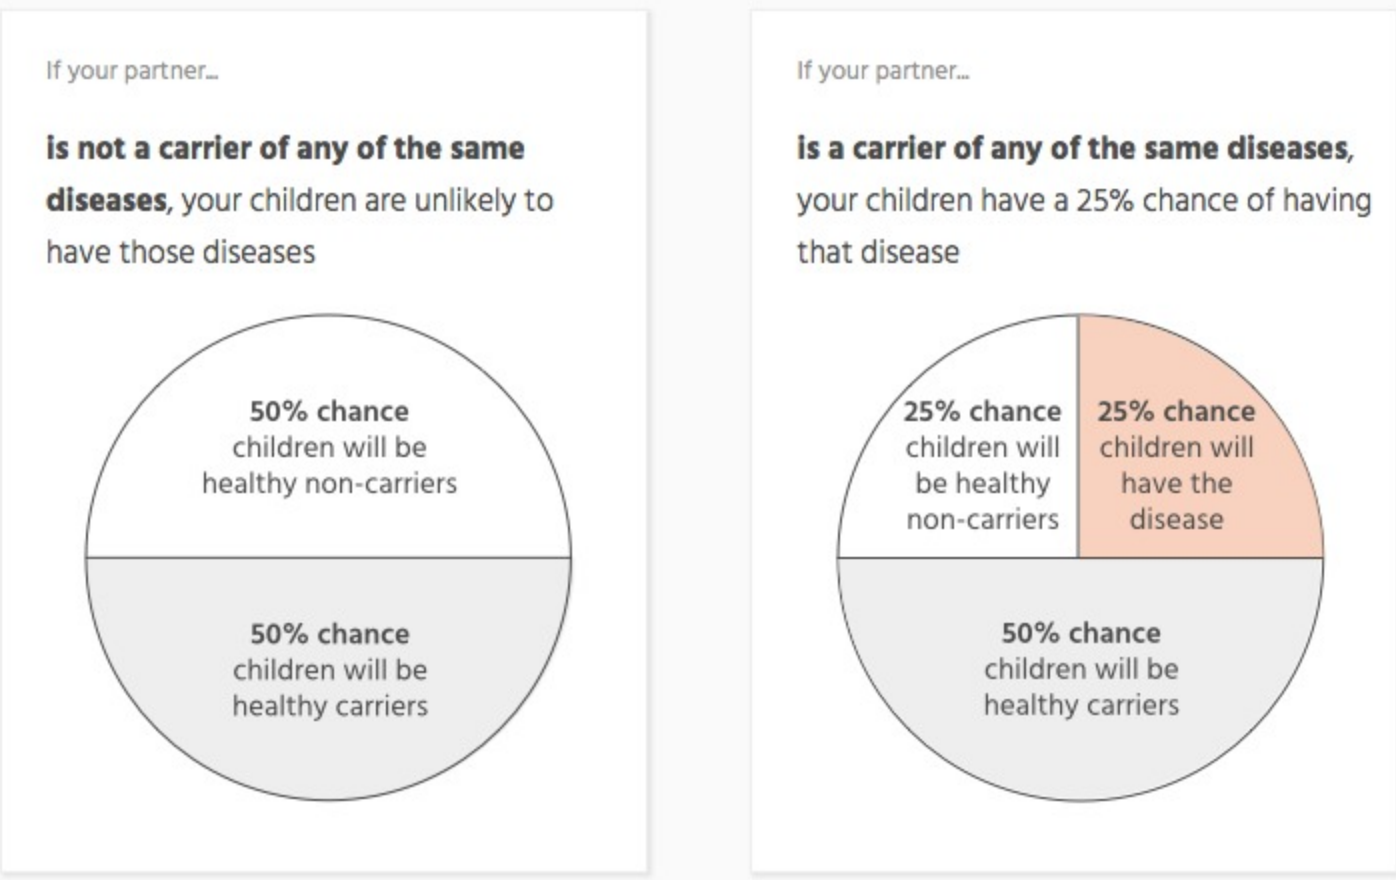 If your partner...
is not a carrier of any of the same
diseases, your children are unlikely to
have those diseases
50% chance
children will be
healthy non-carriers
50% chance
children will be
healthy carriers
If your partner...
is a carrier of any of the same diseases,
your children have a 25% chance of having
that disease
25% chance
children will
be healthy
non-carriers
25% chance
children will
have the
disease
50% chance
children will be
healthy carriers